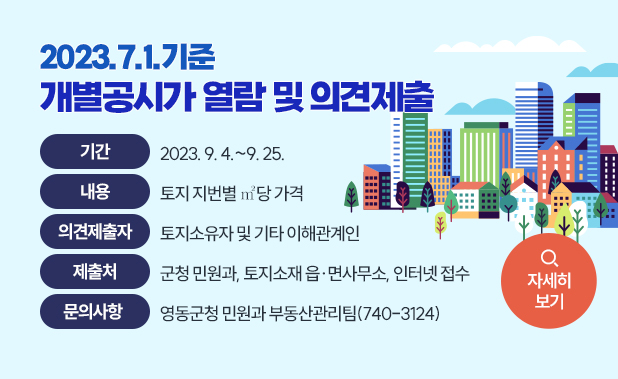 2023.7.1.기준
개별공시가 열람 및 의견제출
기간 2023. 9. 4.~9. 25.
내용 토지 지번별 ㎡당 가격
의견제출자 토지소유자 및 기타 이해관계인
제출처 군청 민원과, 토지소재 읍·면사무소, 인터넷 접수
문의사항 영동군청 민원과 부동산관리팀(740-3124)
자세히
보기